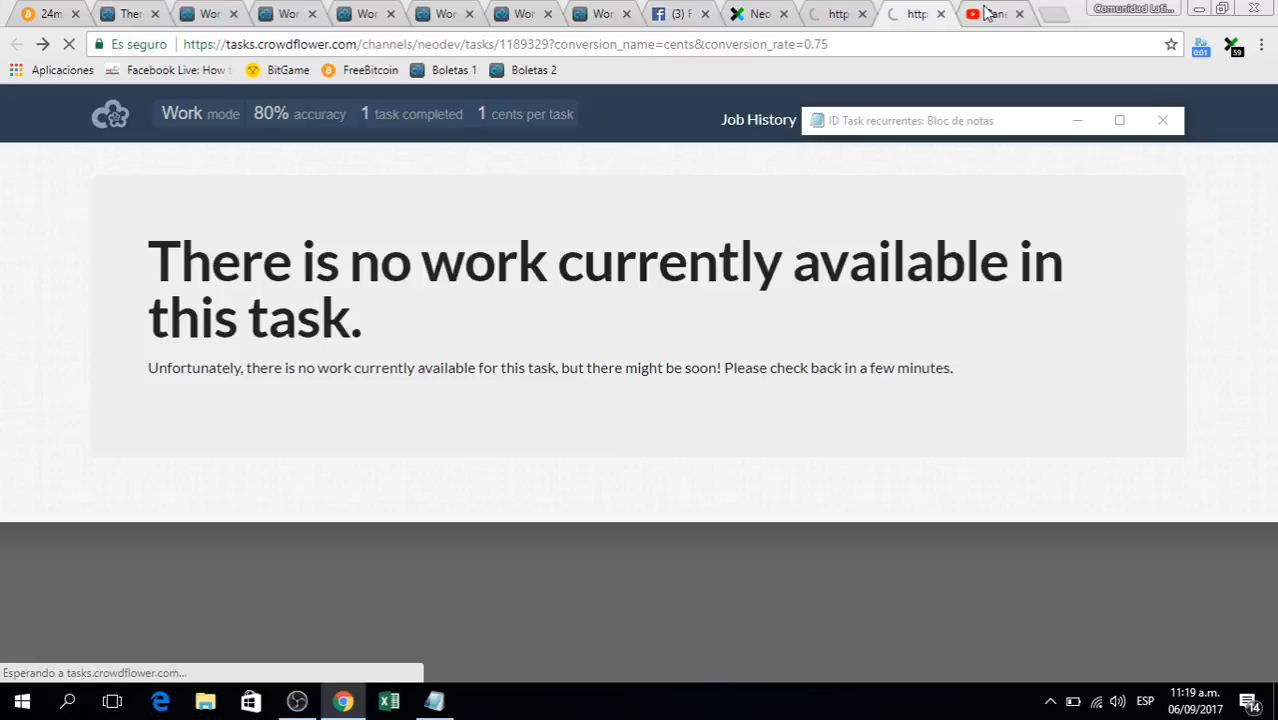 24m Ther Wor Wor Wor Wor Wor Wor (3) F Neo http http Comunidad Lati...
Es seguro https://tasks.crowdflower.com/channels/neodev/tasks/1189329?conversion_name=cents&conversion_rate=0.75 0:01 59
Aplicaciones Facebook Live: How t BitGame FreeBitcoin Boletas 1 Boletas 2
Work mode 80% accuracy 1 task completed 1 cents per task Job History ID Task recurrentes: Bloc de notas
There is no work currently available in
this task.
Unfortunately, there is no work currently available for this task, but there might be soon! Please check back in a few minutes.
Esperando a tasks.crowdflower.com...
ESP 11:19 a.m.
06/09/2017 14